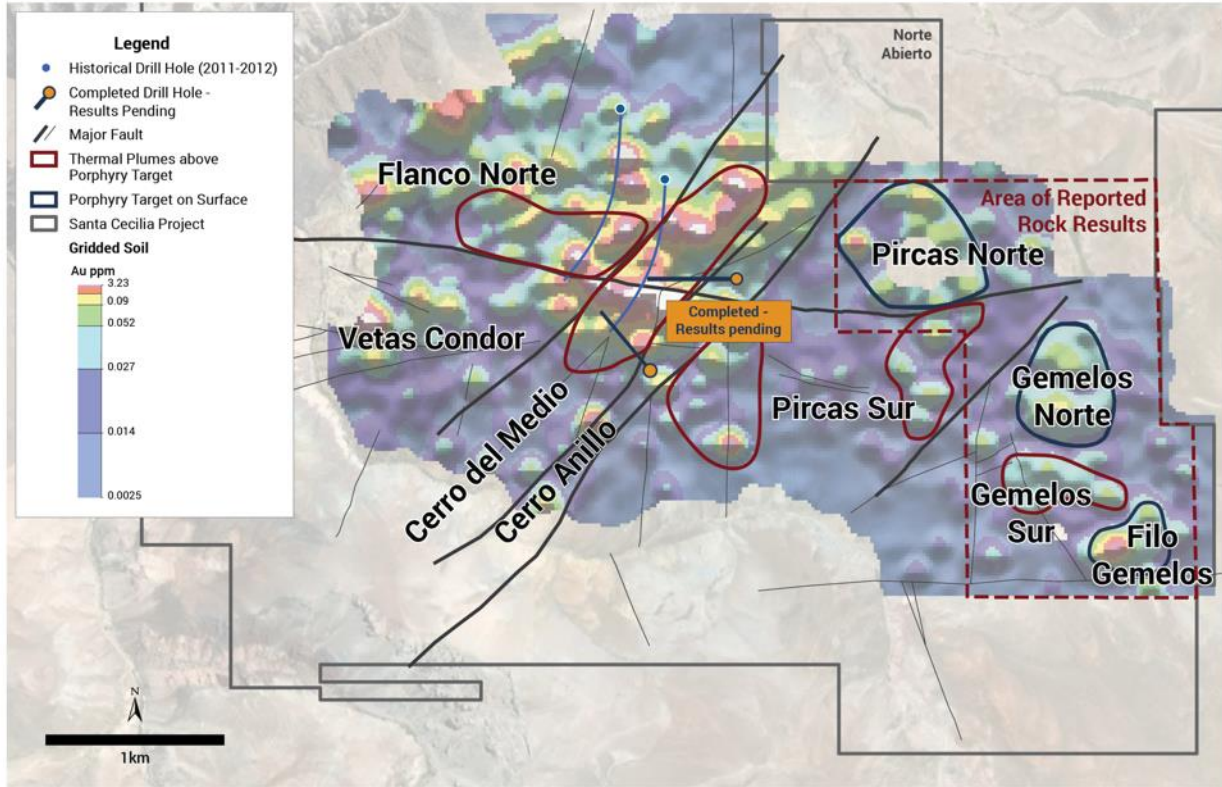 Legend
Historical Drill Hole (2011-2012)
Completed Drill Hole -
Results Pending
Major Fault
Thermal Plumes above
Porphyry Target
Porphyry Target on Surface
Santa Cecilia Project
Gridded Soil
Au ppm
3.23
0.09
0.052
0.027
0.014
0.0025
N
1km
Norte
Abierto
Flanco Norte
Area of Reported
Rock Results
Pircas Norte
Completed -
Results pending
Vetas Condor
Cerro del Medio
Cerro Anillo
Pircas Sur
Gemelos
Norte
Gemelos
Sur
Filo
Gemelos